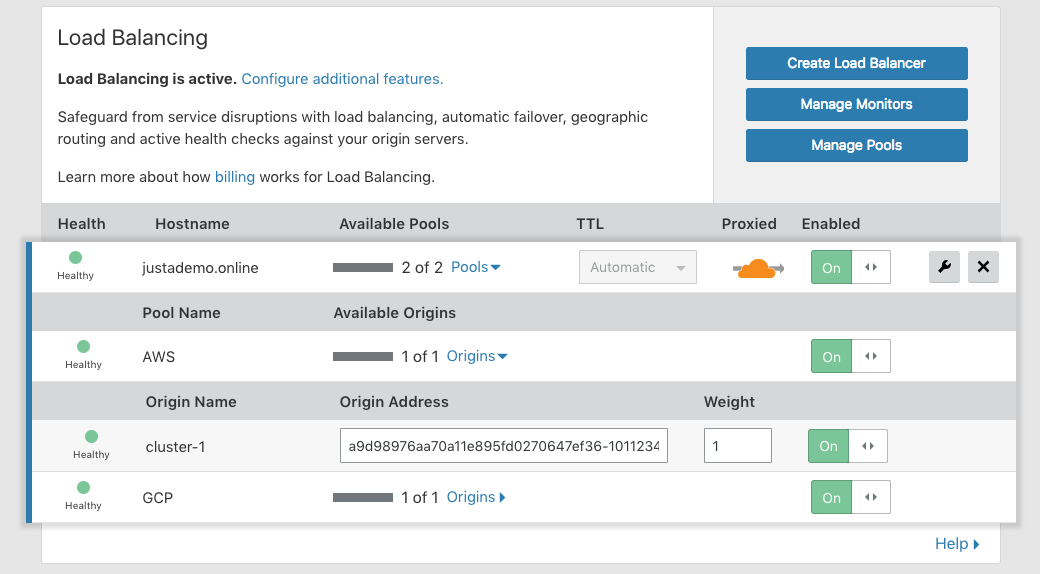 Load Balancing
Create Load Balancer
Load Balancing is active. Configure additional features.
Manage Monitors
Safeguard from service disruptions with load balancing, automatic failover, geographic
routing and active health checks against your origin servers.
Manage Pools
Learn more about how billing works for Load Balancing.
Health Hostname Available Pools TTL Proxied Enabled
Healthy justademo.online 2 of 2 Pools Automatic On
Pool Name Available Origins
Healthy AWS 1 of 1 Origins On
Origin Name Origin Address Weight
Healthy cluster-1 a9d98976aa70a11e895fd0270647ef36-1011234 1 On
Healthy GCP 1 of 1 Origins On
Help